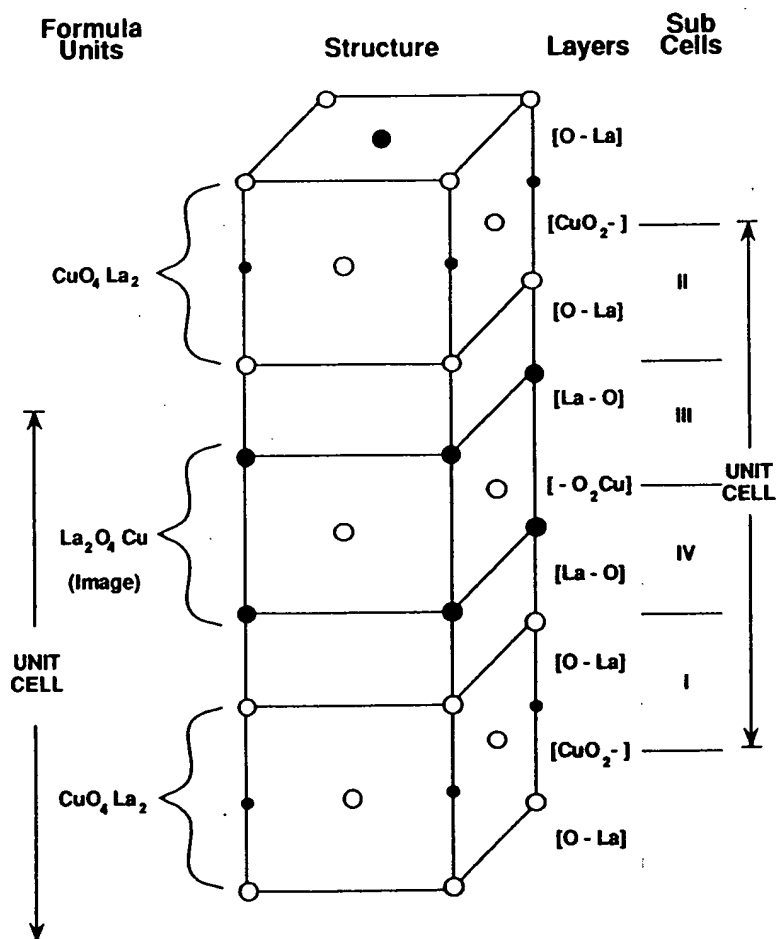 Formula
Units
Structure
Layers
Sub
Cells
[O - La]
[CuO2-]
CuO4 La2
II
[O - La]
[La - O]
III
UNIT
CELL
[- O2Cu]
La2O4 Cu
(Image)
IV
[La - O]
UNIT
CELL
[O - La]
I
[CuO2-]
CuO4 La2
[O - La]